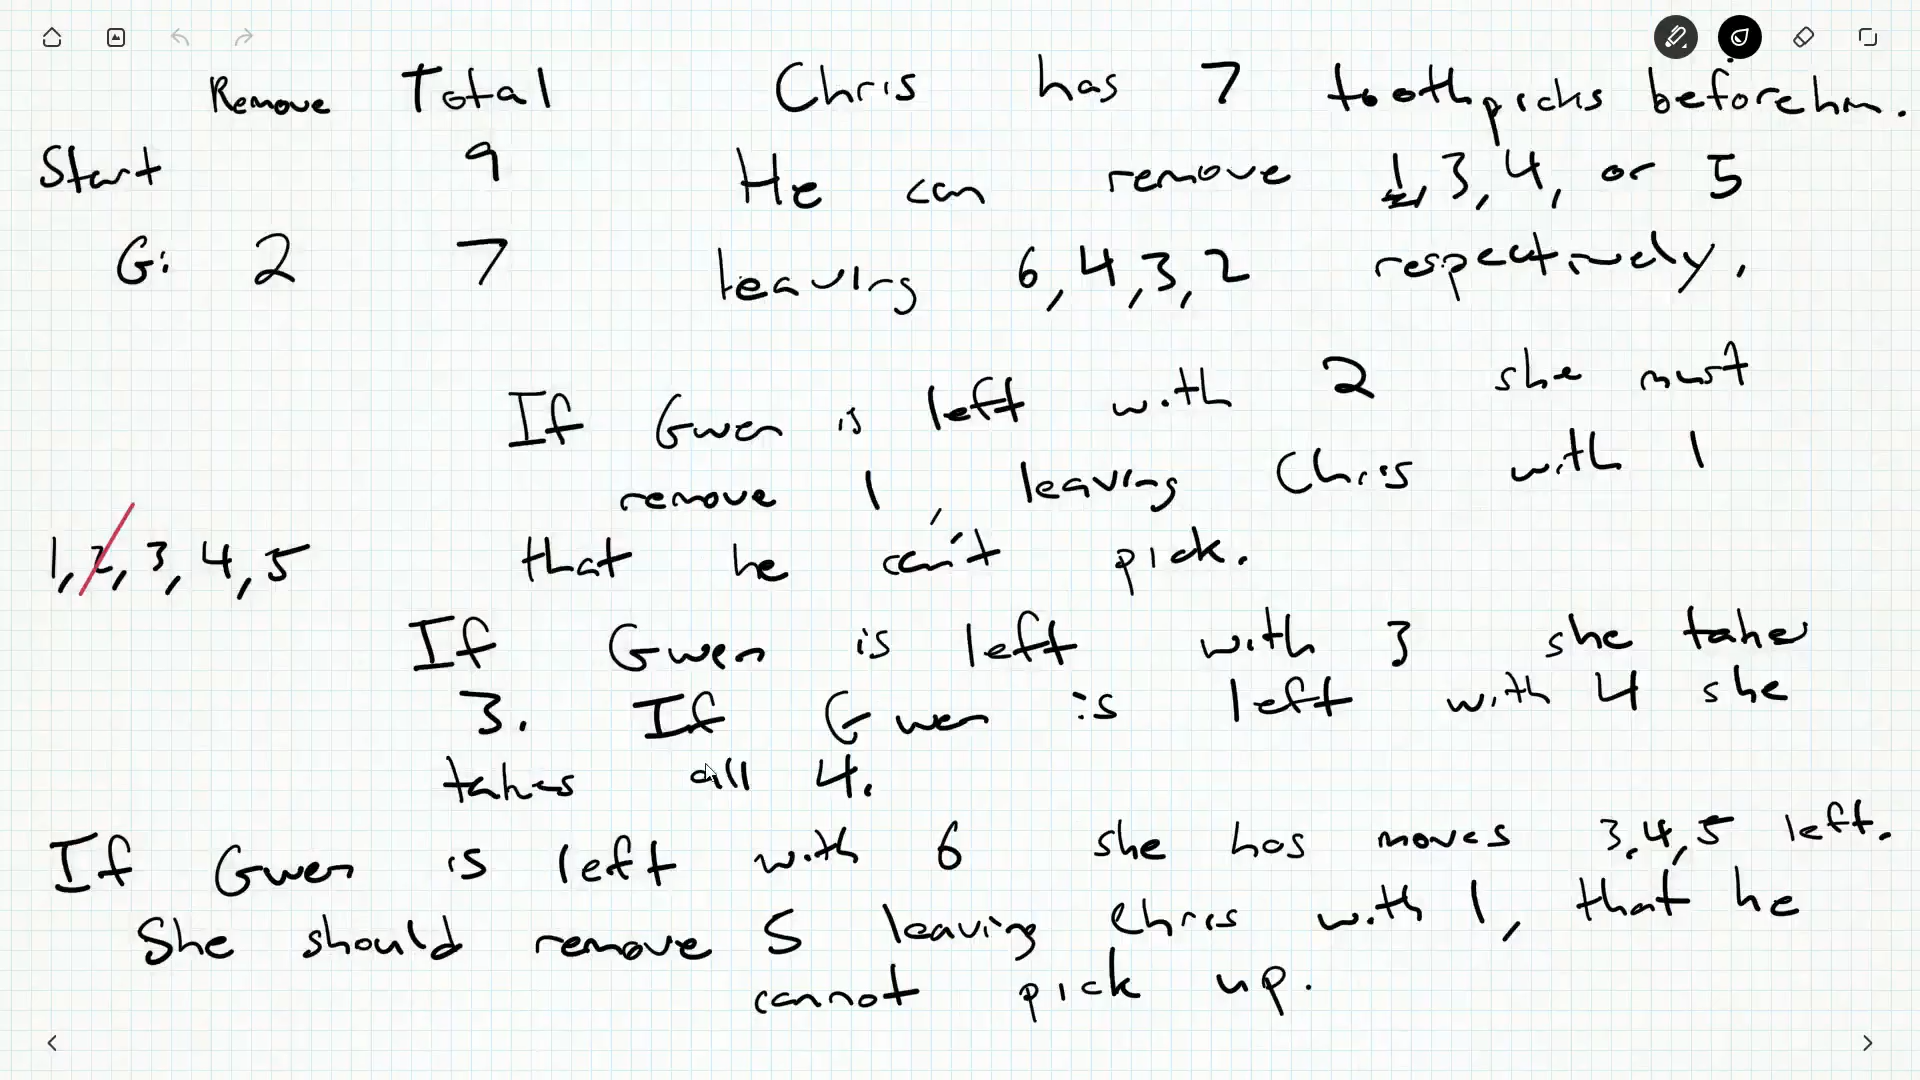 Remove Total
Start 9
G: 2 7
Chris has 7 toothpicks before him.
He can remove 1, 3, 4, or 5
leaving 6, 4, 3, 2 respectively.
If Gwen is left with 2 she must
remove 1, leaving Chris with 1
that he can't pick.
1, 2, 3, 4, 5
If Gwen is left with 3 she takes
3. If Gwen is left with 4 she
takes all 4.
If Gwen is left with 6 she has moves 3,4,5 left.
She should remove 5 leaving Chris with 1, that he
cannot pick up.